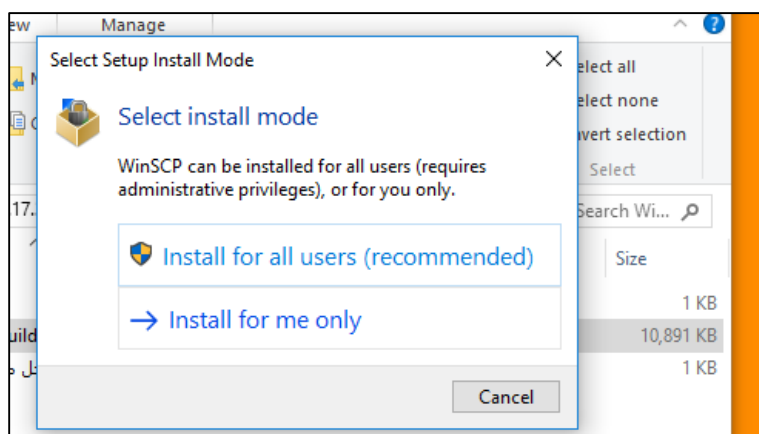 Manage
Select Setup Install Mode
Select install mode
WinSCP can be installed for all users (requires
administrative privileges), or for you only.
Install for all users (recommended)
Install for me only
Cancel
elect all
elect none
vert selection
Select
17..
Search Wi...
Size
1 KB
uild
10,891 KB
1 KB